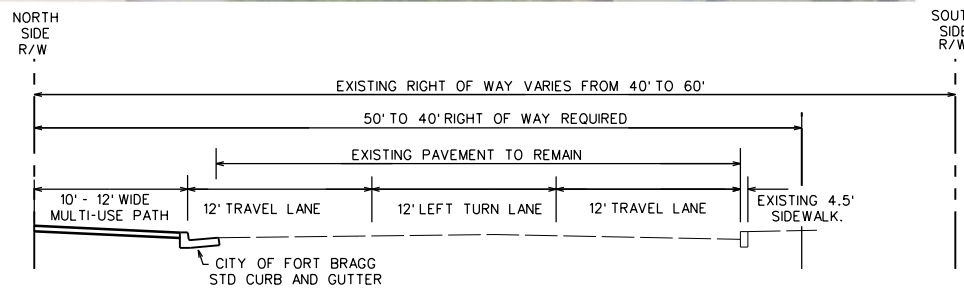 NORTH
SIDE
R/W
SIDE
R/W
EXISTING RIGHT OF WAY VARIES FROM 40' TO 60'
50' TO 40' RIGHT OF WAY REQUIRED
EXISTING PAVEMENT TO REMAIN
10' - 12' WIDE
MULTI-USE PATH
12' TRAVEL LANE
12' LEFT TURN LANE
12' TRAVEL LANE
EXISTING 4.5'
SIDEWALK.
CITY OF FORT BRAGG
STD CURB AND GUTTER